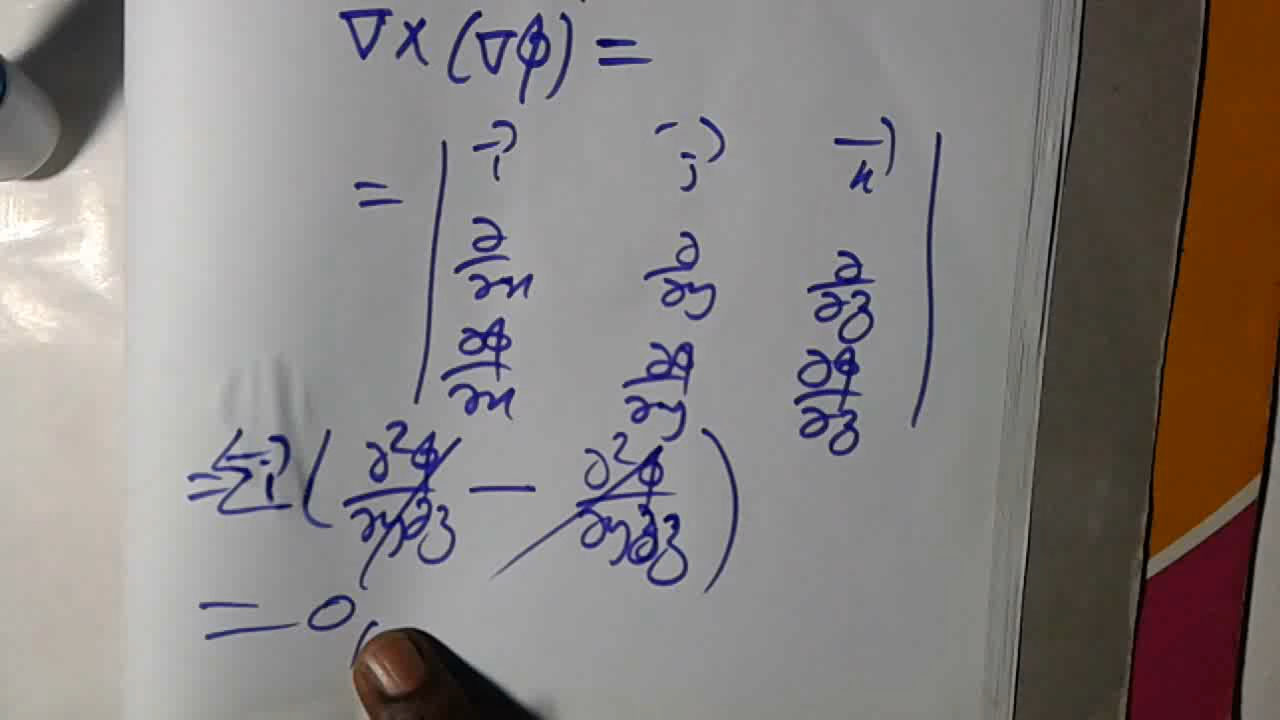 ∇×(∇ϕ) =
= | i⃗ j⃗ k⃗ |
∂/∂x ∂/∂y ∂/∂z
∂ϕ/∂x ∂ϕ/∂y ∂ϕ/∂z
= Σ i⃗ ( ∂²ϕ/∂y∂z − ∂²ϕ/∂y∂z )
= 0,